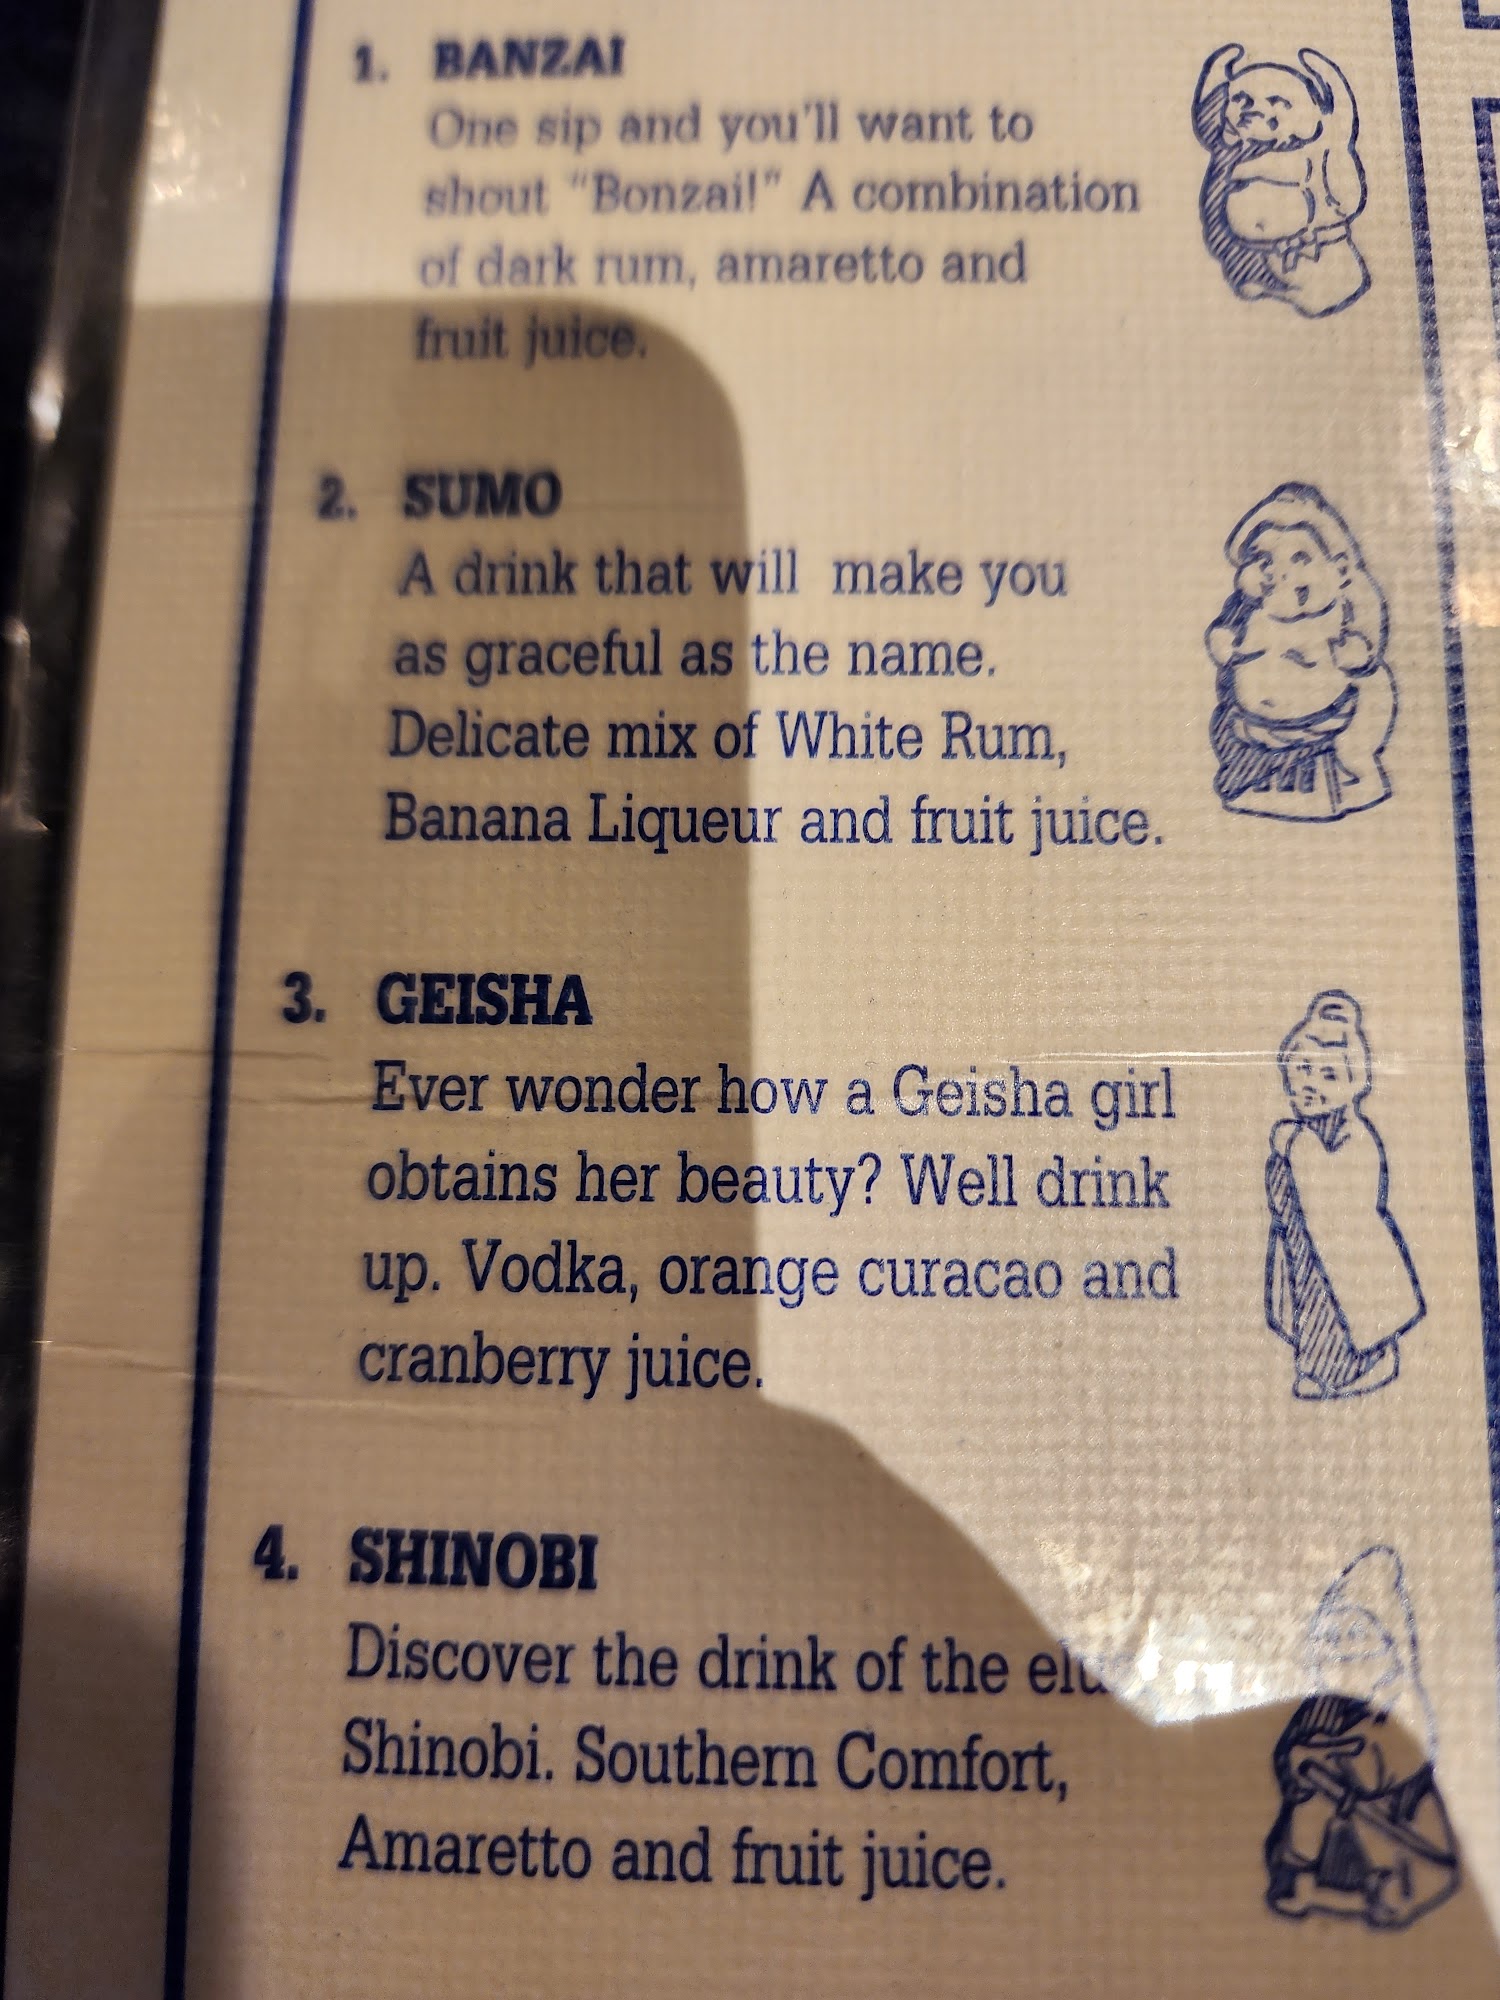 1. BANZAI
One sip and you'll want to
shout "Bonzai!" A combination
of dark rum, amaretto and
fruit juice.
2. SUMO
A drink that will make you
as graceful as the name.
Delicate mix of White Rum,
Banana Liqueur and fruit juice.
3. GEISHA
Ever wonder how a Geisha girl
obtains her beauty? Well drink
up. Vodka, orange curacao and
cranberry juice.
4. SHINOBI
Discover the drink of the
Shinobi. Southern Comfort,
Amaretto and fruit juice.